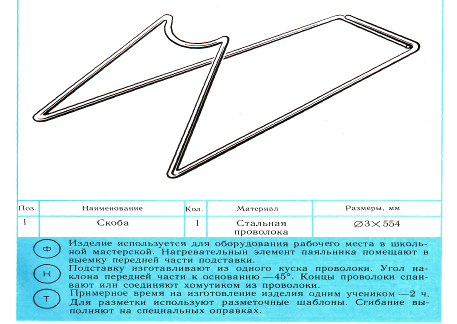 Поз. Наименование Кол. Материал Размеры, мм
1 Скоба 1 Стальная проволока ∅3×554
Ф Изделие используется для оборудования рабочего места в школь-
ной мастерской. Нагревательный элемент паяльника помещают в
выемку передней части подставки.
Н Подставку изготавливают из одного куска проволоки. Угол на-
клона передней части к основанию —45°. Концы проволоки спаи-
вают или соединяют хомутиком из проволоки.
Т Примерное время на изготовление изделия одним учеником —2 ч.
Для разметки используют разметочные шаблоны. Сгибание вы-
полняют на специальных оправках.